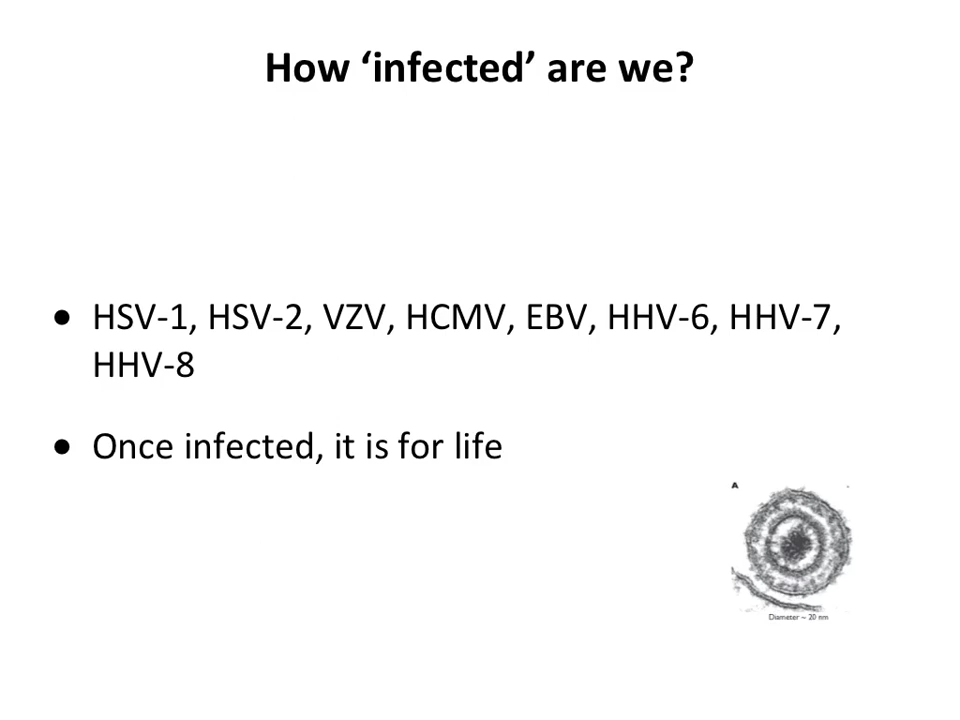 How ‘infected’ are we?
• HSV-1, HSV-2, VZV, HCMV, EBV, HHV-6, HHV-7,
HHV-8
• Once infected, it is for life
A
Diameter ~ 20 nm